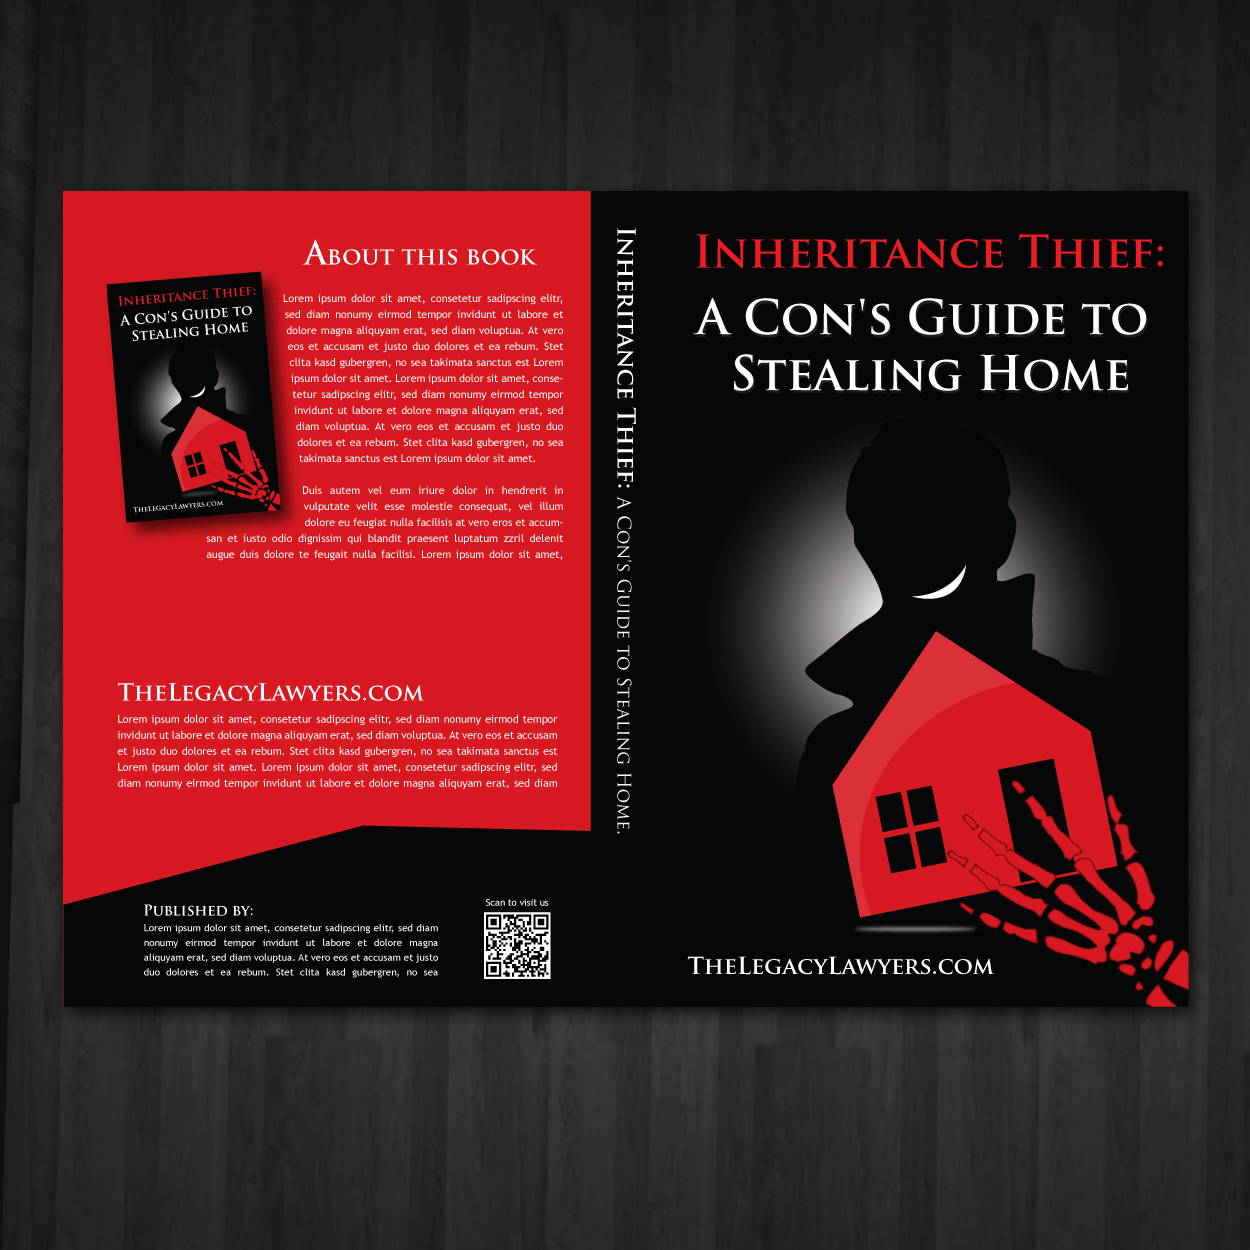 ABOUT THIS BOOK
INHERITANCE THIEF:
A CON'S GUIDE TO
STEALING HOME
THELEGACYLAWYERS.COM
Lorem ipsum dolor sit amet, consetetur sadipscing elitr,
sed diam nonumy eirmod tempor invidunt ut labore et
dolore magna aliquyam erat, sed diam voluptua. At vero
eos et accusam et justo duo dolores et ea rebum. Stet
clita kasd gubergren, no sea takimata sanctus est Lorem
ipsum dolor sit amet. Lorem ipsum dolor sit amet, conse-
tetur sadipscing elitr, sed diam nonumy eirmod tempor
invidunt ut labore et dolore magna aliquyam erat, sed
diam voluptua. At vero eos et accusam et justo duo
dolores et ea rebum. Stet clita kasd gubergren, no sea
takimata sanctus est Lorem ipsum dolor sit amet.
Duis autem vel eum iriure dolor in hendrerit in
vulputate velit esse molestie consequat, vel illum
dolore eu feugiat nulla facilisis at vero eros et accum-
san et iusto odio dignissim qui blandit praesent luptatum zzril delenit
augue duis dolore te feugait nulla facilisi. Lorem ipsum dolor sit amet,
THELEGACYLAWYERS.COM
Lorem ipsum dolor sit amet, consetetur sadipscing elitr, sed diam nonumy eirmod tempor
invidunt ut labore et dolore magna aliquyam erat, sed diam voluptua. At vero eos et accusam
et justo duo dolores et ea rebum. Stet clita kasd gubergren, no sea takimata sanctus est
Lorem ipsum dolor sit amet. Lorem ipsum dolor sit amet, consetetur sadipscing elitr, sed
diam nonumy eirmod tempor invidunt ut labore et dolore magna aliquyam erat, sed diam
PUBLISHED BY:
Lorem ipsum dolor sit amet, consetetur sadipscing elitr, sed diam
nonumy eirmod tempor invidunt ut labore et dolore magna
aliquyam erat, sed diam voluptua. At vero eos et accusam et justo
duo dolores et ea rebum. Stet clita kasd gubergren, no sea
Scan to visit us
INHERITANCE THIEF: A CON'S GUIDE TO STEALING HOME.
INHERITANCE THIEF:
A CON'S GUIDE TO
STEALING HOME
THELEGACYLAWYERS.COM